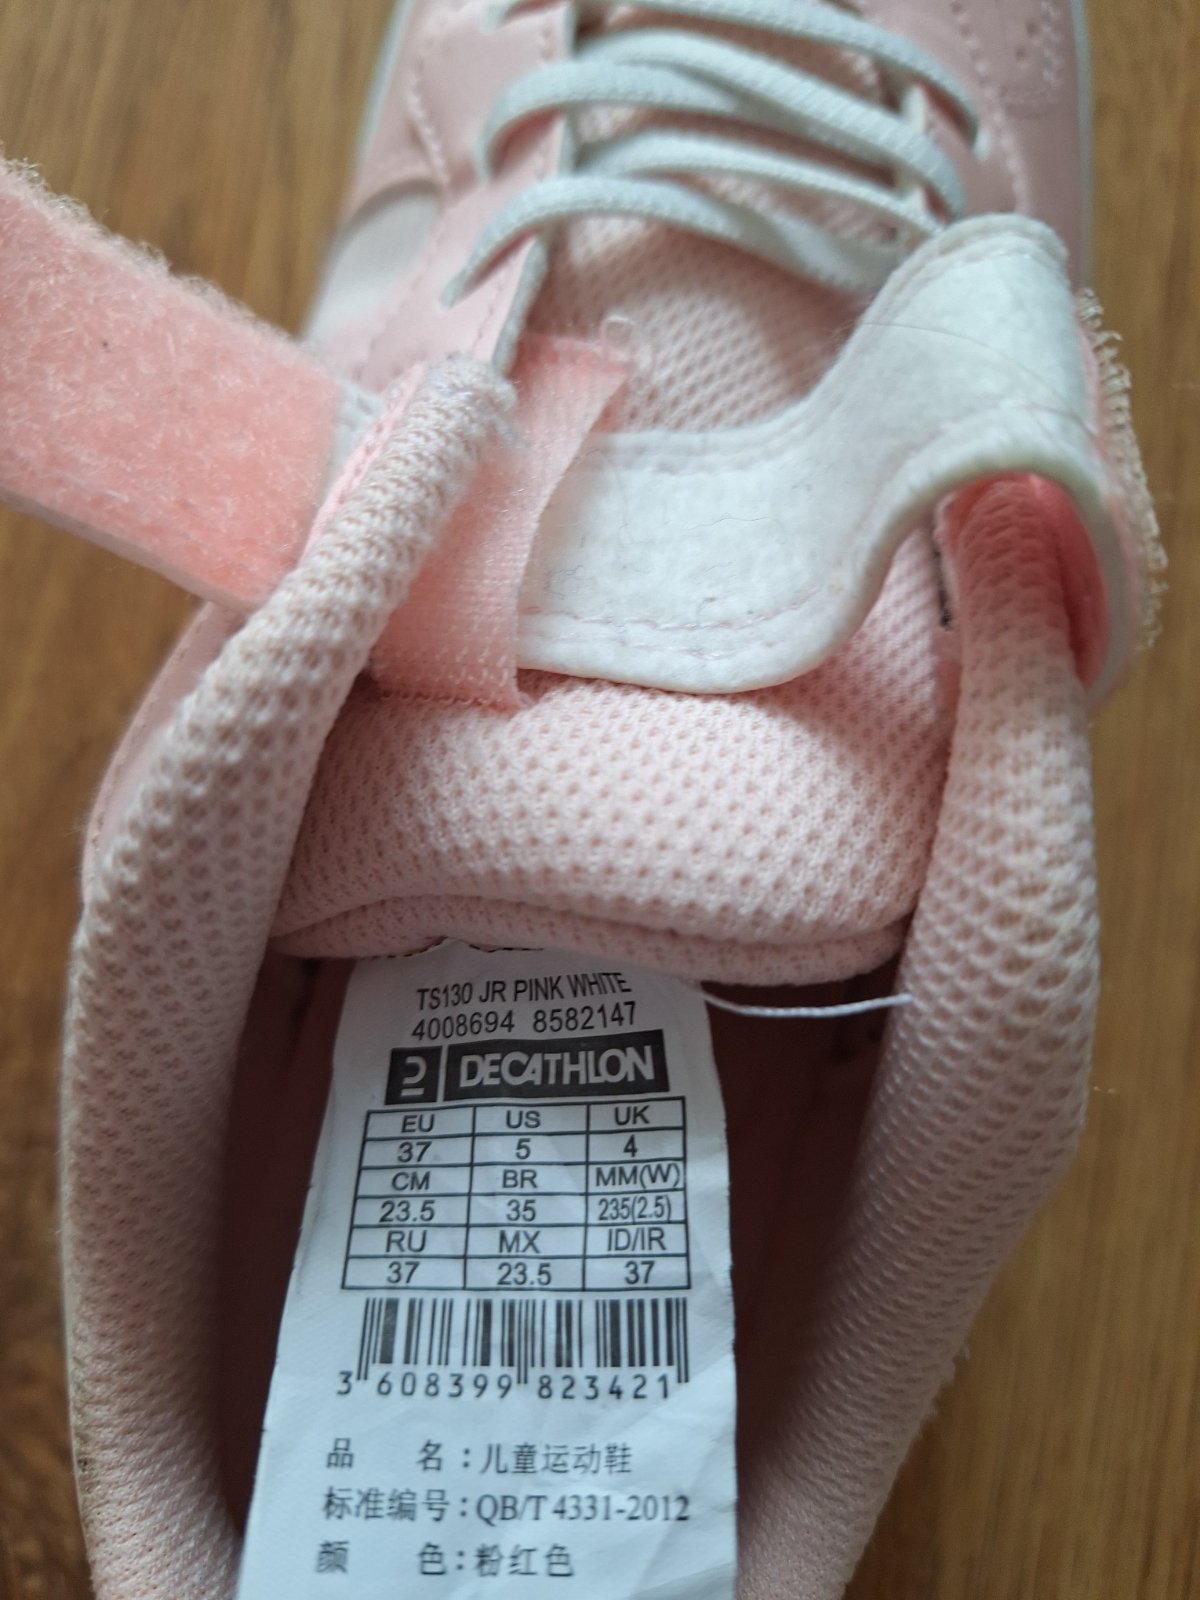 TS130 JR PINK WHITE
4008694 8582147
DECATHLON
EU US UK
37 5 4
CM BR MM(W)
23.5 35 235(2.5)
RU MX ID/IR
37 23.5 37
3 608399 823421
品 名：儿童运动鞋
标准编号：QB/T 4331-2012
颜 色：粉红色